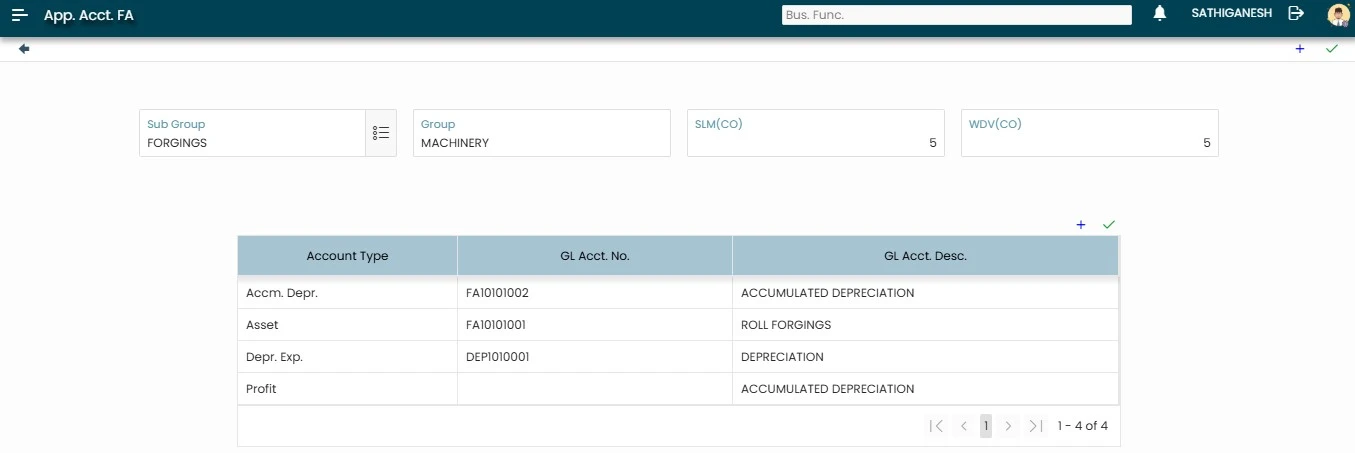 App. Acct. FA
Bus. Func.
SATHIGANESH
Sub Group
FORGINGS
Group
MACHINERY
SLM(CO)
5
WDV(CO)
5
Account Type GL Acct. No. GL Acct. Desc.
Accm. Depr. FA10101002 ACCUMULATED DEPRECIATION
Asset FA10101001 ROLL FORGINGS
Depr. Exp. DEP1010001 DEPRECIATION
Profit ACCUMULATED DEPRECIATION
1 1 - 4 of 4